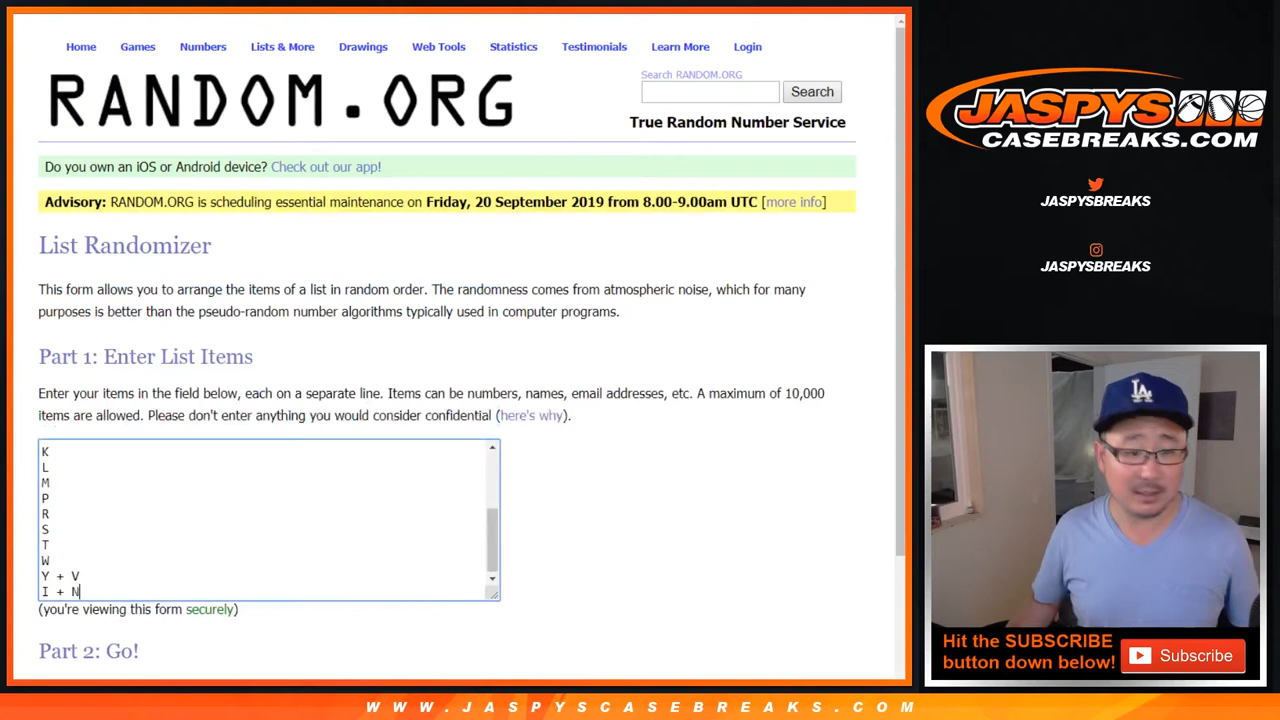 Home Games Numbers Lists & More Drawings Web Tools Statistics Testimonials Learn More Login
RANDOM.ORG
Search RANDOM.ORG
Search
True Random Number Service
Do you own an iOS or Android device? Check out our app!
Advisory: RANDOM.ORG is scheduling essential maintenance on Friday, 20 September 2019 from 8.00-9.00am UTC [more info]
List Randomizer
This form allows you to arrange the items of a list in random order. The randomness comes from atmospheric noise, which for many
purposes is better than the pseudo-random number algorithms typically used in computer programs.
Part 1: Enter List Items
Enter your items in the field below, each on a separate line. Items can be numbers, names, email addresses, etc. A maximum of 10,000
items are allowed. Please don't enter anything you would consider confidential (here's why).
K
L
M
P
R
S
T
W
Y + V
I + N
(you're viewing this form securely)
Part 2: Go!
JASPYS
CASEBREAKS.COM
JASPYSBREAKS
JASPYSBREAKS
LA
Hit the SUBSCRIBE
button down below!
Subscribe
WWW.JASPYSCASEBREAKS.COM